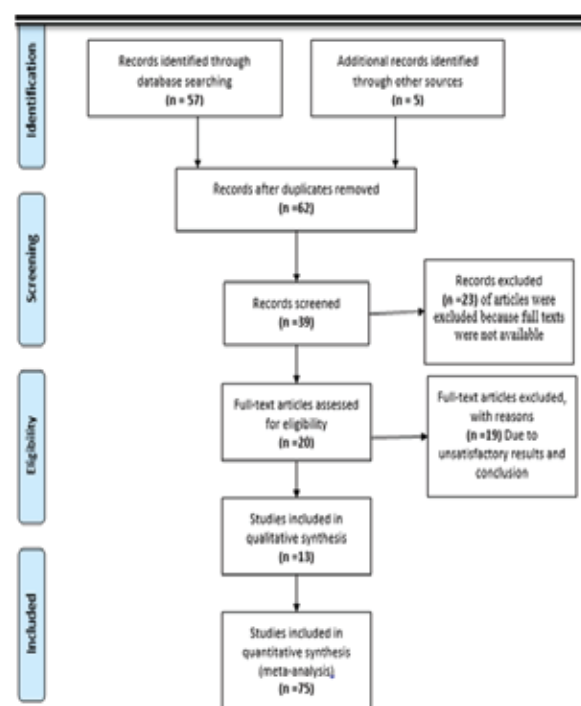 Identification
Records identified through
database searching
(n = 57)
Additional records identified
through other sources
(n = 5)
Records after duplicates removed
(n =62)
Screening
Records screened
(n =39)
Records excluded
(n =23) of articles were
excluded because full texts
were not available
Eligibility
Full-text articles assessed
for eligibility
(n =20)
Full-text articles excluded,
with reasons
(n =19) Due to
unsatisfactory results and
conclusion
Studies included in
qualitative synthesis
(n =13)
Included
Studies included in
quantitative synthesis
(meta-analysis)
(n =75)